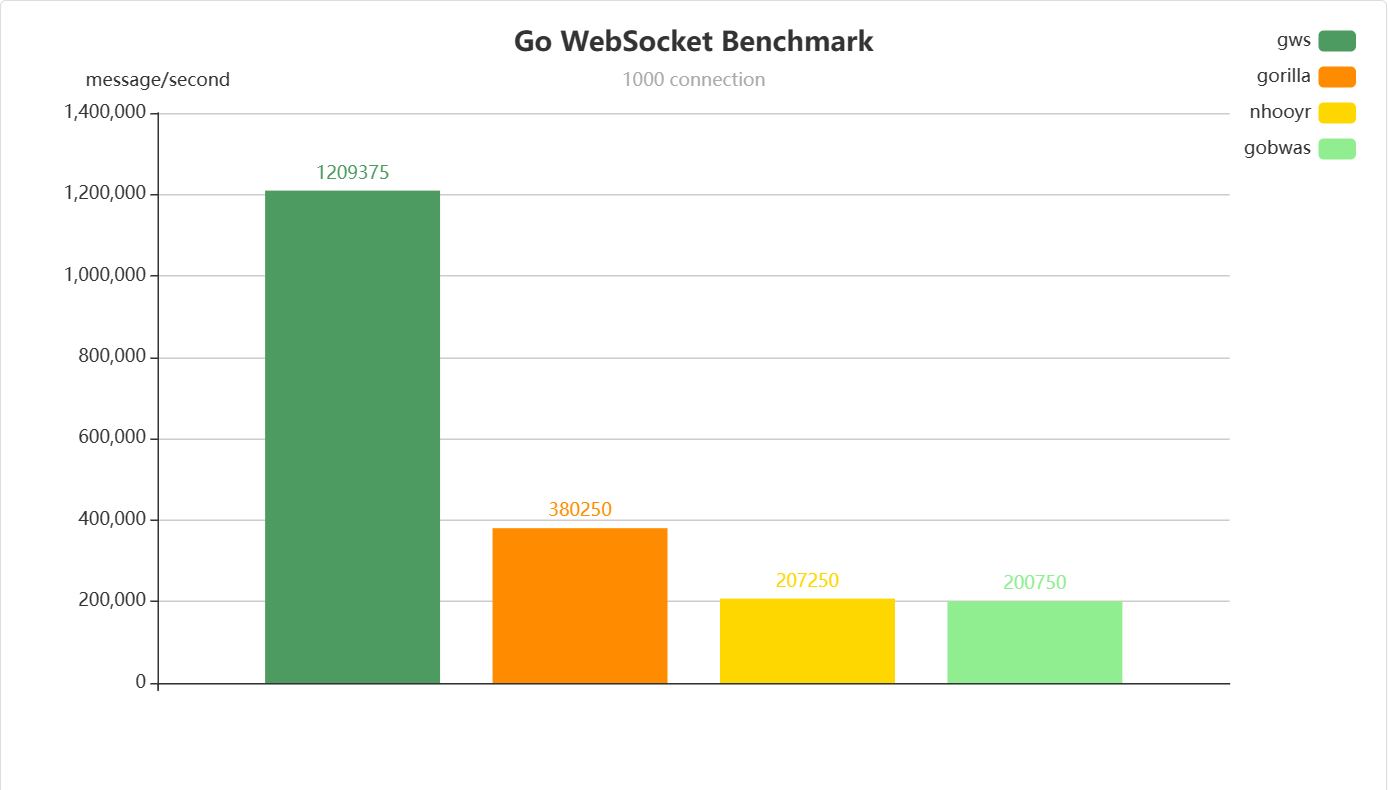 Go WebSocket Benchmark
1000 connection
gws
gorilla
nhooyr
gobwas
message/second
1,400,000
1,200,000
1,000,000
800,000
600,000
400,000
200,000
0
1209375
380250
207250
200750